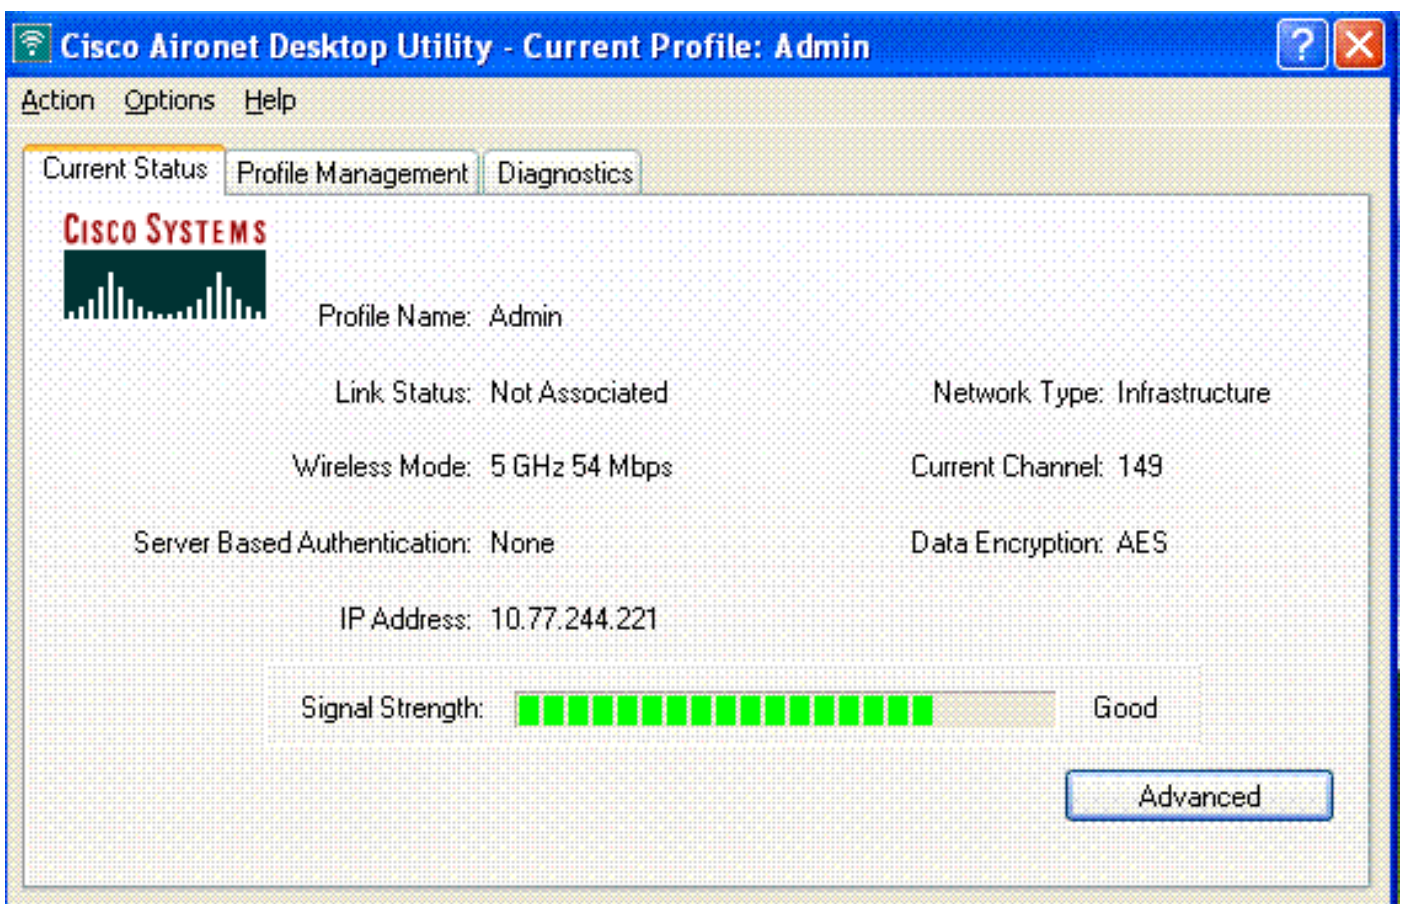 Cisco Aironet Desktop Utility - Current Profile: Admin
Action Options Help
Current Status Profile Management Diagnostics
CISCO SYSTEMS
Profile Name: Admin
Link Status: Not Associated Network Type: Infrastructure
Wireless Mode: 5 GHz 54 Mbps Current Channel: 149
Server Based Authentication: None Data Encryption: AES
IP Address: 10.77.244.221
Signal Strength: Good
Advanced